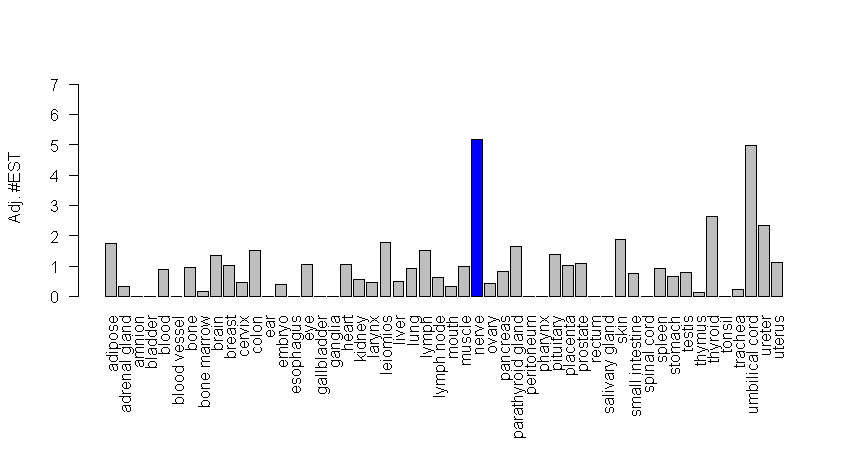 7
6
5
4
3
2
1
0
Adj. #EST
adipose
adrenal gland
amnion
bladder
blood
blood vessel
bone
bone marrow
brain
breast
cervix
colon
ear
embryo
esophagus
eye
gallbladder
ganglia
heart
kidney
larynx
leiomios
liver
lung
lymph
lymph node
mouth
muscle
nerve
ovary
pancreas
parathyroid gland
peritoneum
pharynx
pituitary
placenta
prostate
rectum
salivary gland
skin
small intestine
spinal cord
spleen
stomach
testis
thymus
thyroid
tonsil
trachea
umbilical cord
ureter
uterus